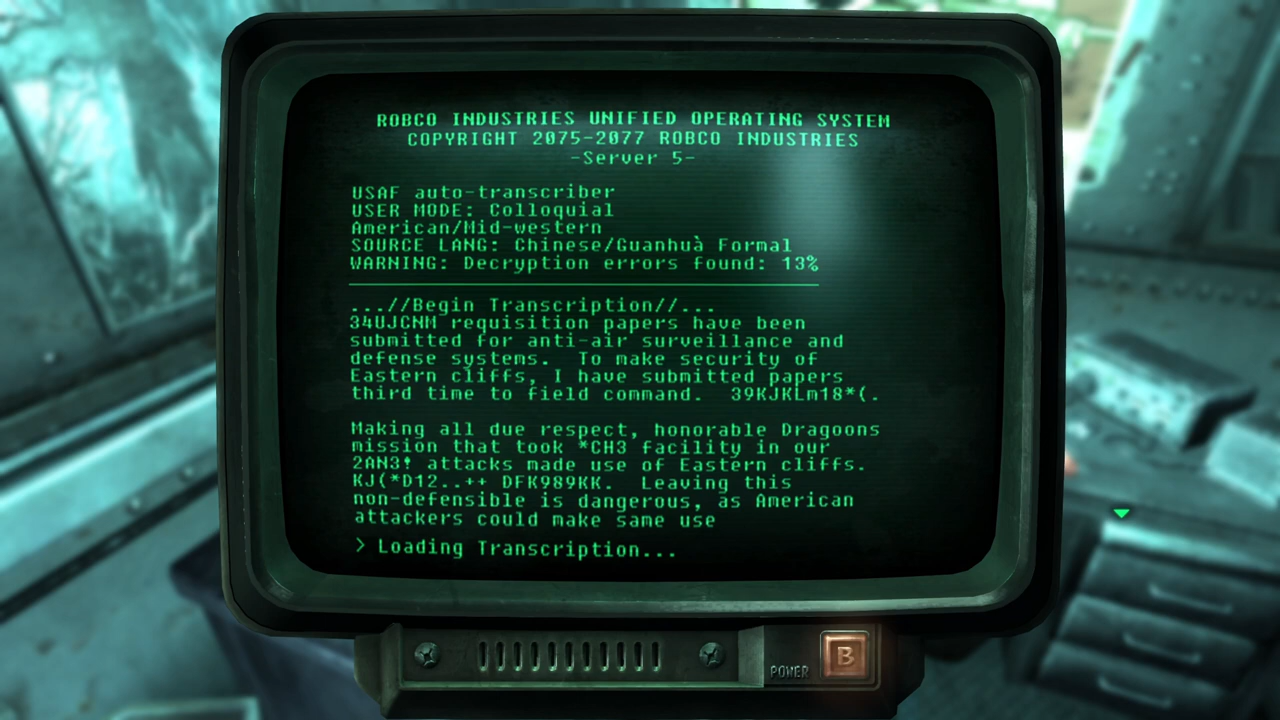 ROBCO INDUSTRIES UNIFIED OPERATING SYSTEM
COPYRIGHT 2075-2077 ROBCO INDUSTRIES
-Server 5-
USAF auto-transcriber
USER MODE: Colloquial
American/Mid-western
SOURCE LANG: Chinese/Guanhuà Formal
WARNING: Decryption errors found: 13%
...//Begin Transcription//...
34UJCNM requisition papers have been
submitted for anti-air surveillance and
defense systems.  To make security of
Eastern cliffs, I have submitted papers
third time to field command.  39KJKLm18*(.
Making all due respect, honorable Dragoons
mission that took *CH3 facility in our
2AN3! attacks made use of Eastern cliffs.
KJ(*D12..++ DFK989KK.  Leaving this
non-defensible is dangerous, as American
attackers could make same use
> Loading Transcription...
POWER
B